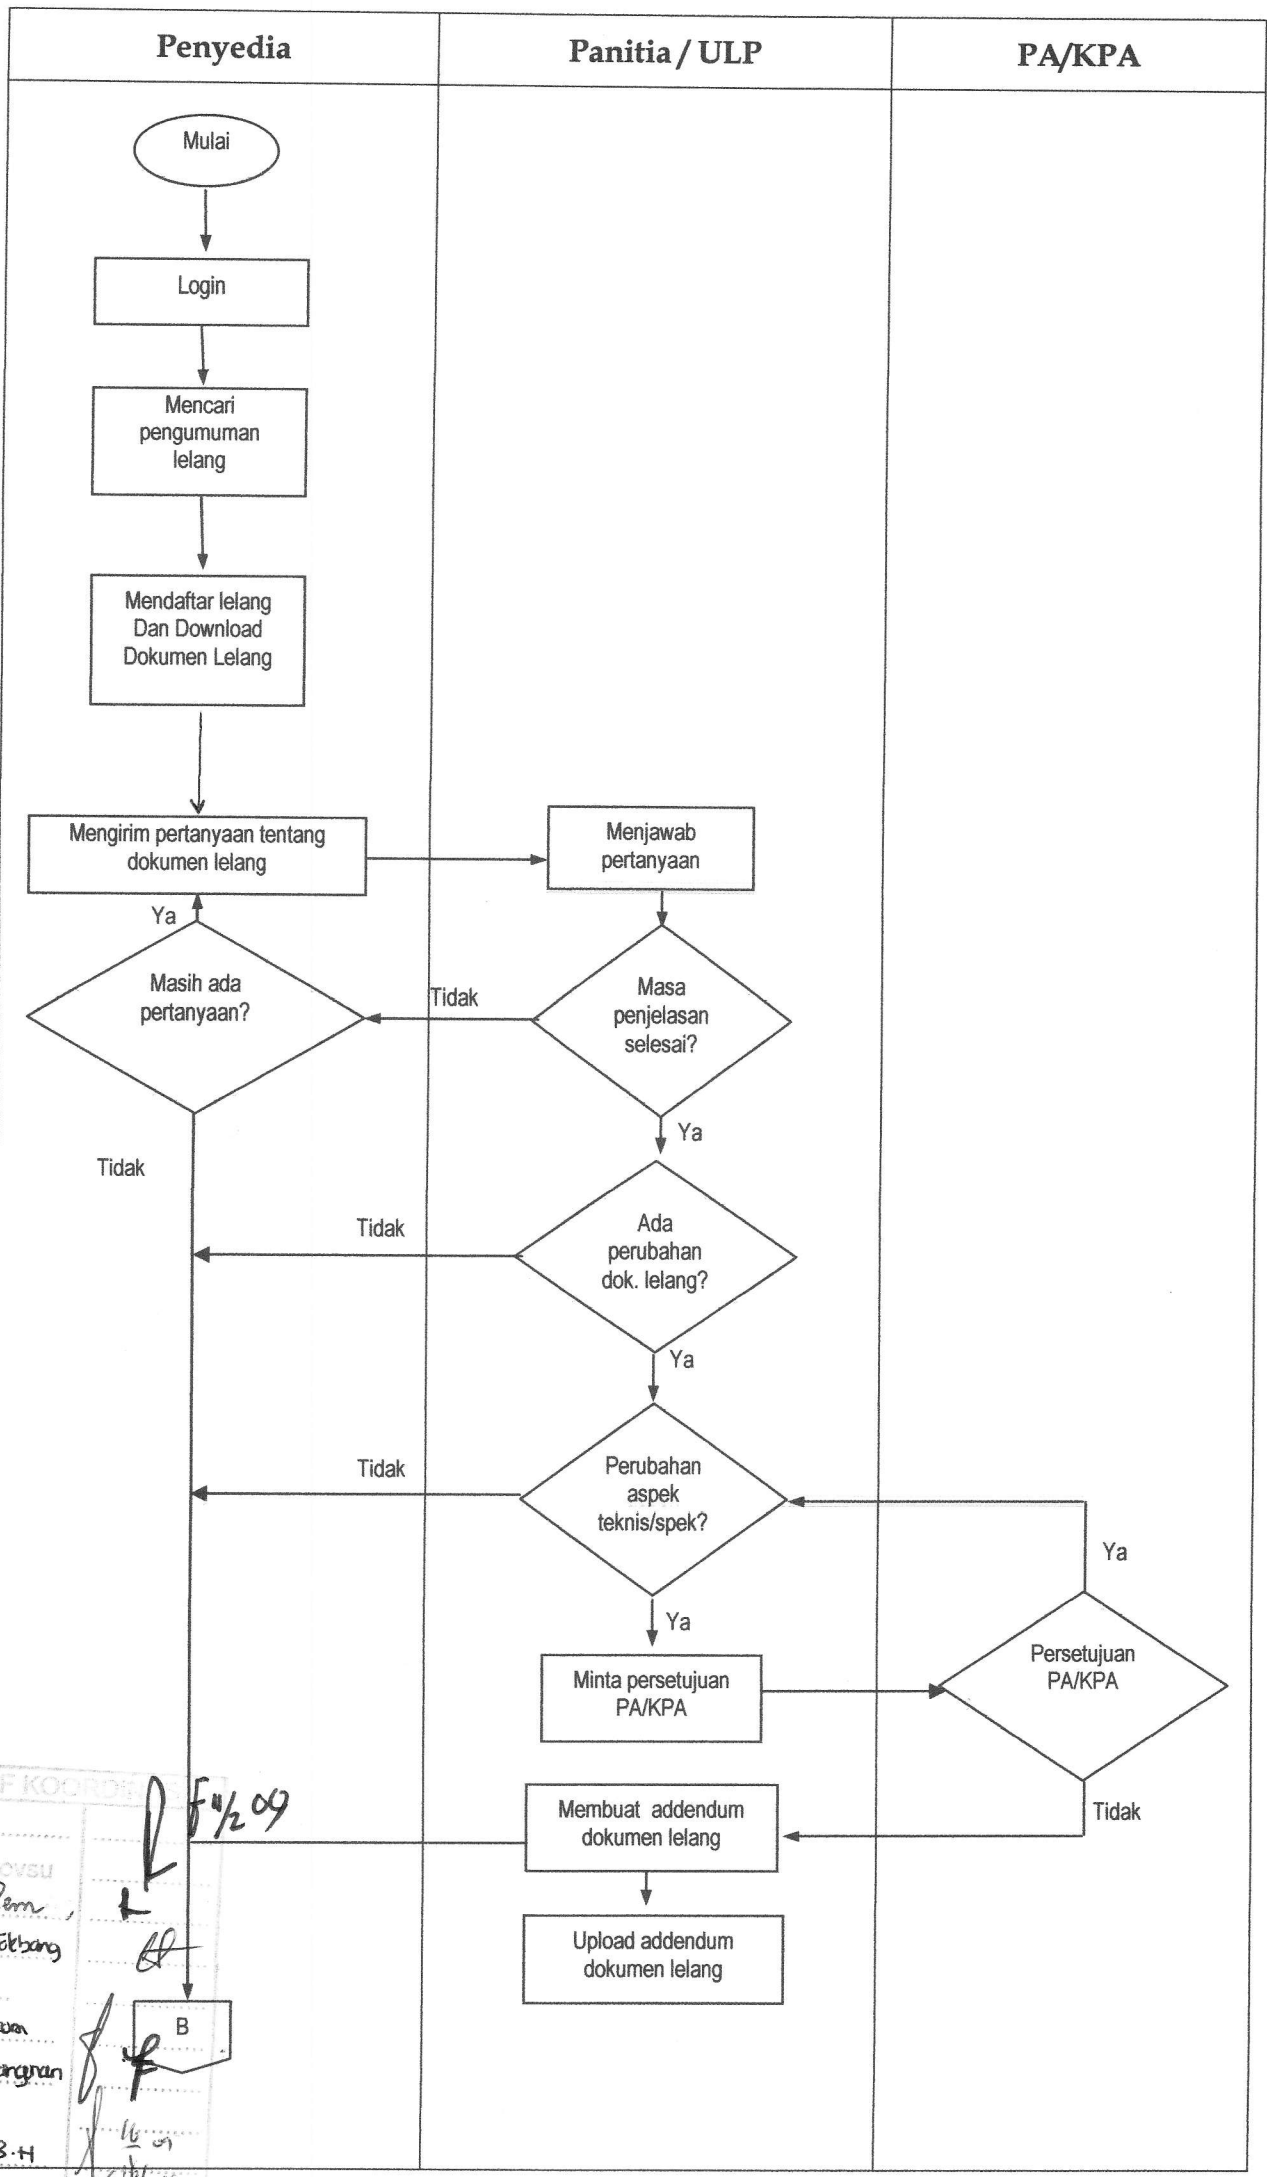 Penyedia
Panitia / ULP
PA/KPA
Mulai
Login
Mencari
pengumuman
lelang
Mendaftar lelang
Dan Download
Dokumen Lelang
Mengirim pertanyaan tentang
dokumen lelang
Menjawab
pertanyaan
Ya
Masih ada
pertanyaan?
Tidak
Masa
penjelasan
selesai?
Ya
Tidak
Tidak
Ada
perubahan
dok. lelang?
Ya
Tidak
Perubahan
aspek
teknis/spek?
Ya
Ya
Minta persetujuan
PA/KPA
Persetujuan
PA/KPA
Tidak
Membuat addendum
dokumen lelang
Upload addendum
dokumen lelang
B
F KOORDINASI
ovsu
Ekbang